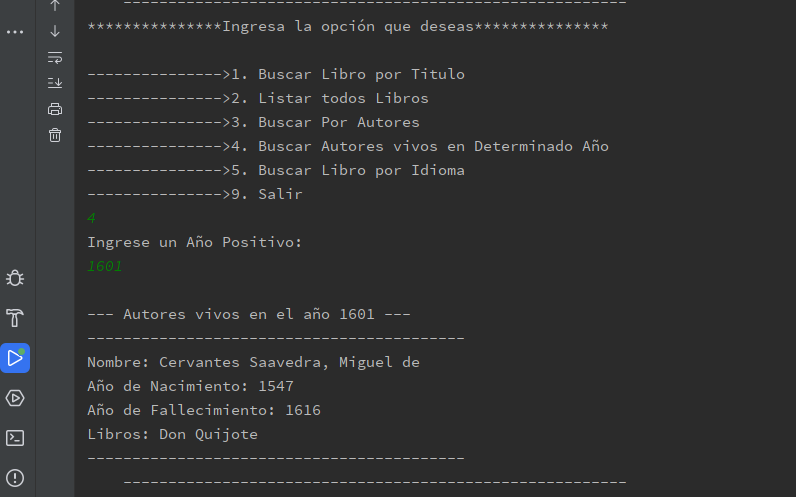 --------------------------------------------------------
***************Ingresa la opción que deseas***************
--------------->1. Buscar Libro por Titulo
--------------->2. Listar todos Libros
--------------->3. Buscar Por Autores
--------------->4. Buscar Autores vivos en Determinado Año
--------------->5. Buscar Libro por Idioma
--------------->9. Salir
4
Ingrese un Año Positivo:
1601
--- Autores vivos en el año 1601 ---
------------------------------------------
Nombre: Cervantes Saavedra, Miguel de
Año de Nacimiento: 1547
Año de Fallecimiento: 1616
Libros: Don Quijote
------------------------------------------
--------------------------------------------------------